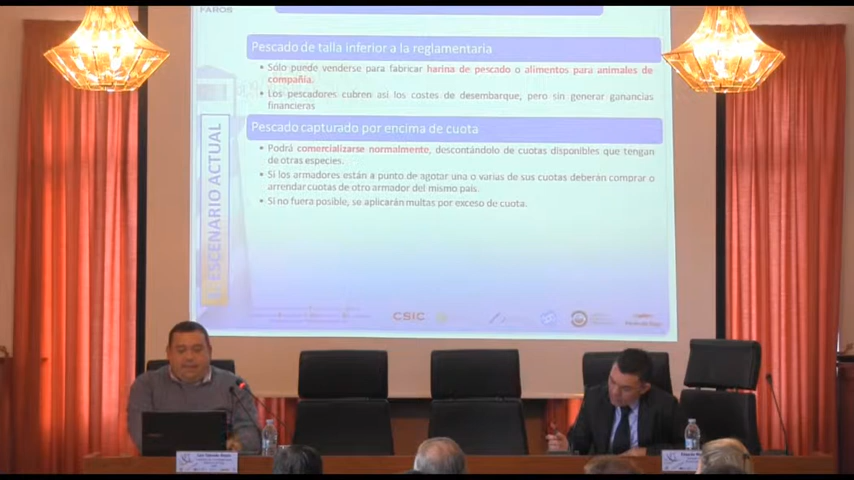 FAROS
Pescado de talla inferior a la reglamentaria
• Sólo puede venderse para fabricar harina de pescado o alimentos para animales de
compañía.
• Los pescadores cubren así los costes de desembarque, pero sin generar ganancias
financieras
Pescado capturado por encima de cuota
• Podrá comercializarse normalmente, descontándolo de cuotas disponibles que tengan
de otras especies.
• Si los armadores están a punto de agotar una o varias de sus cuotas deberán comprar o
arrendar cuotas de otro armador del mismo país.
• Si no fuera posible, se aplicarán multas por exceso de cuota.
ESCENARIO ACTUAL
CSIC